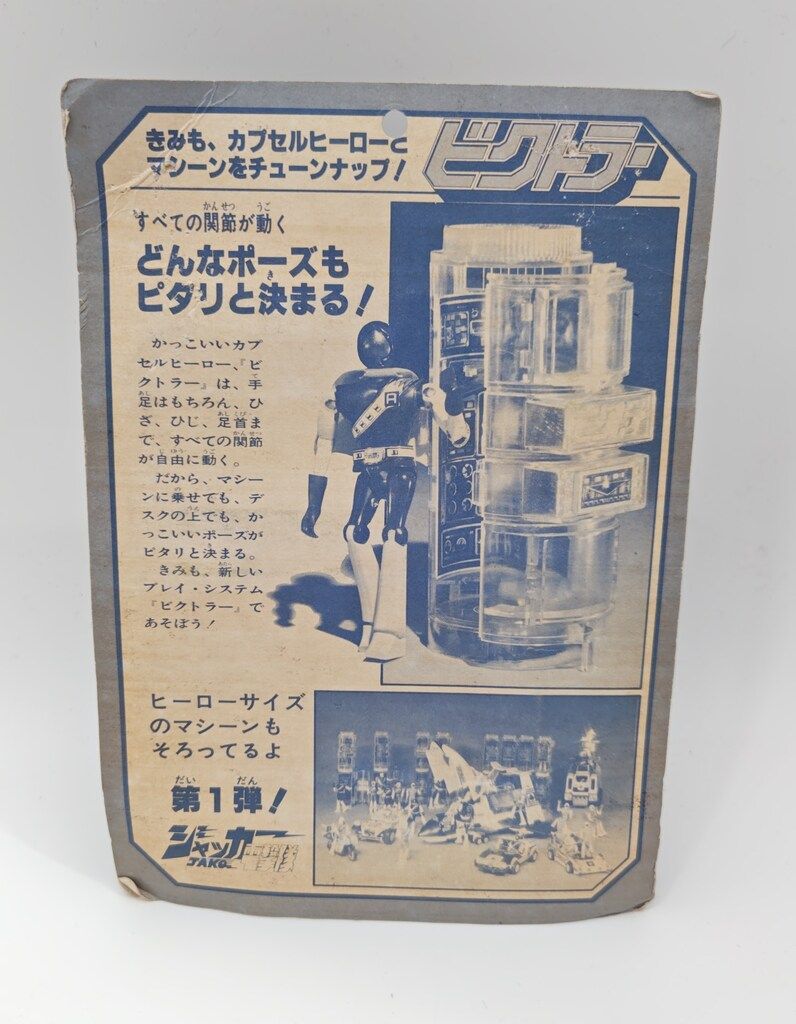 きみも、カプセルヒーローと
マシーンをチューンナップ!
ビクトラー
すべての関節が動く
どんなポーズも
ピタリと決まる!
かっこいいカプ
セルヒーロー、『ビ
クトラー』は、手
足はもちろん、ひ
ざ、ひじ、足首ま
で、すべての関節
が自由に動く。
だから、マシー
ンに乗せても、デ
スクの上でも、か
っこいいポーズが
ピタリと決まる。
きみも、新しい
プレイ・システム
『ビクトラー』で
あそぼう!
ヒーローサイズ
のマシーンも
そろってるよ
第1弾!
ジャッカー
JAKQ
電撃隊